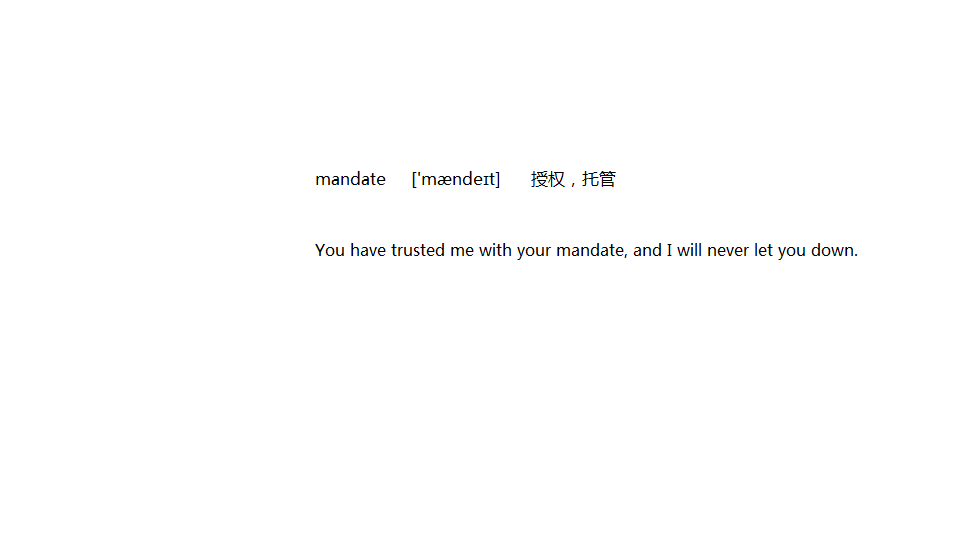 mandate ['mændeɪt] 授权，托管
You have trusted me with your mandate, and I will never let you down.